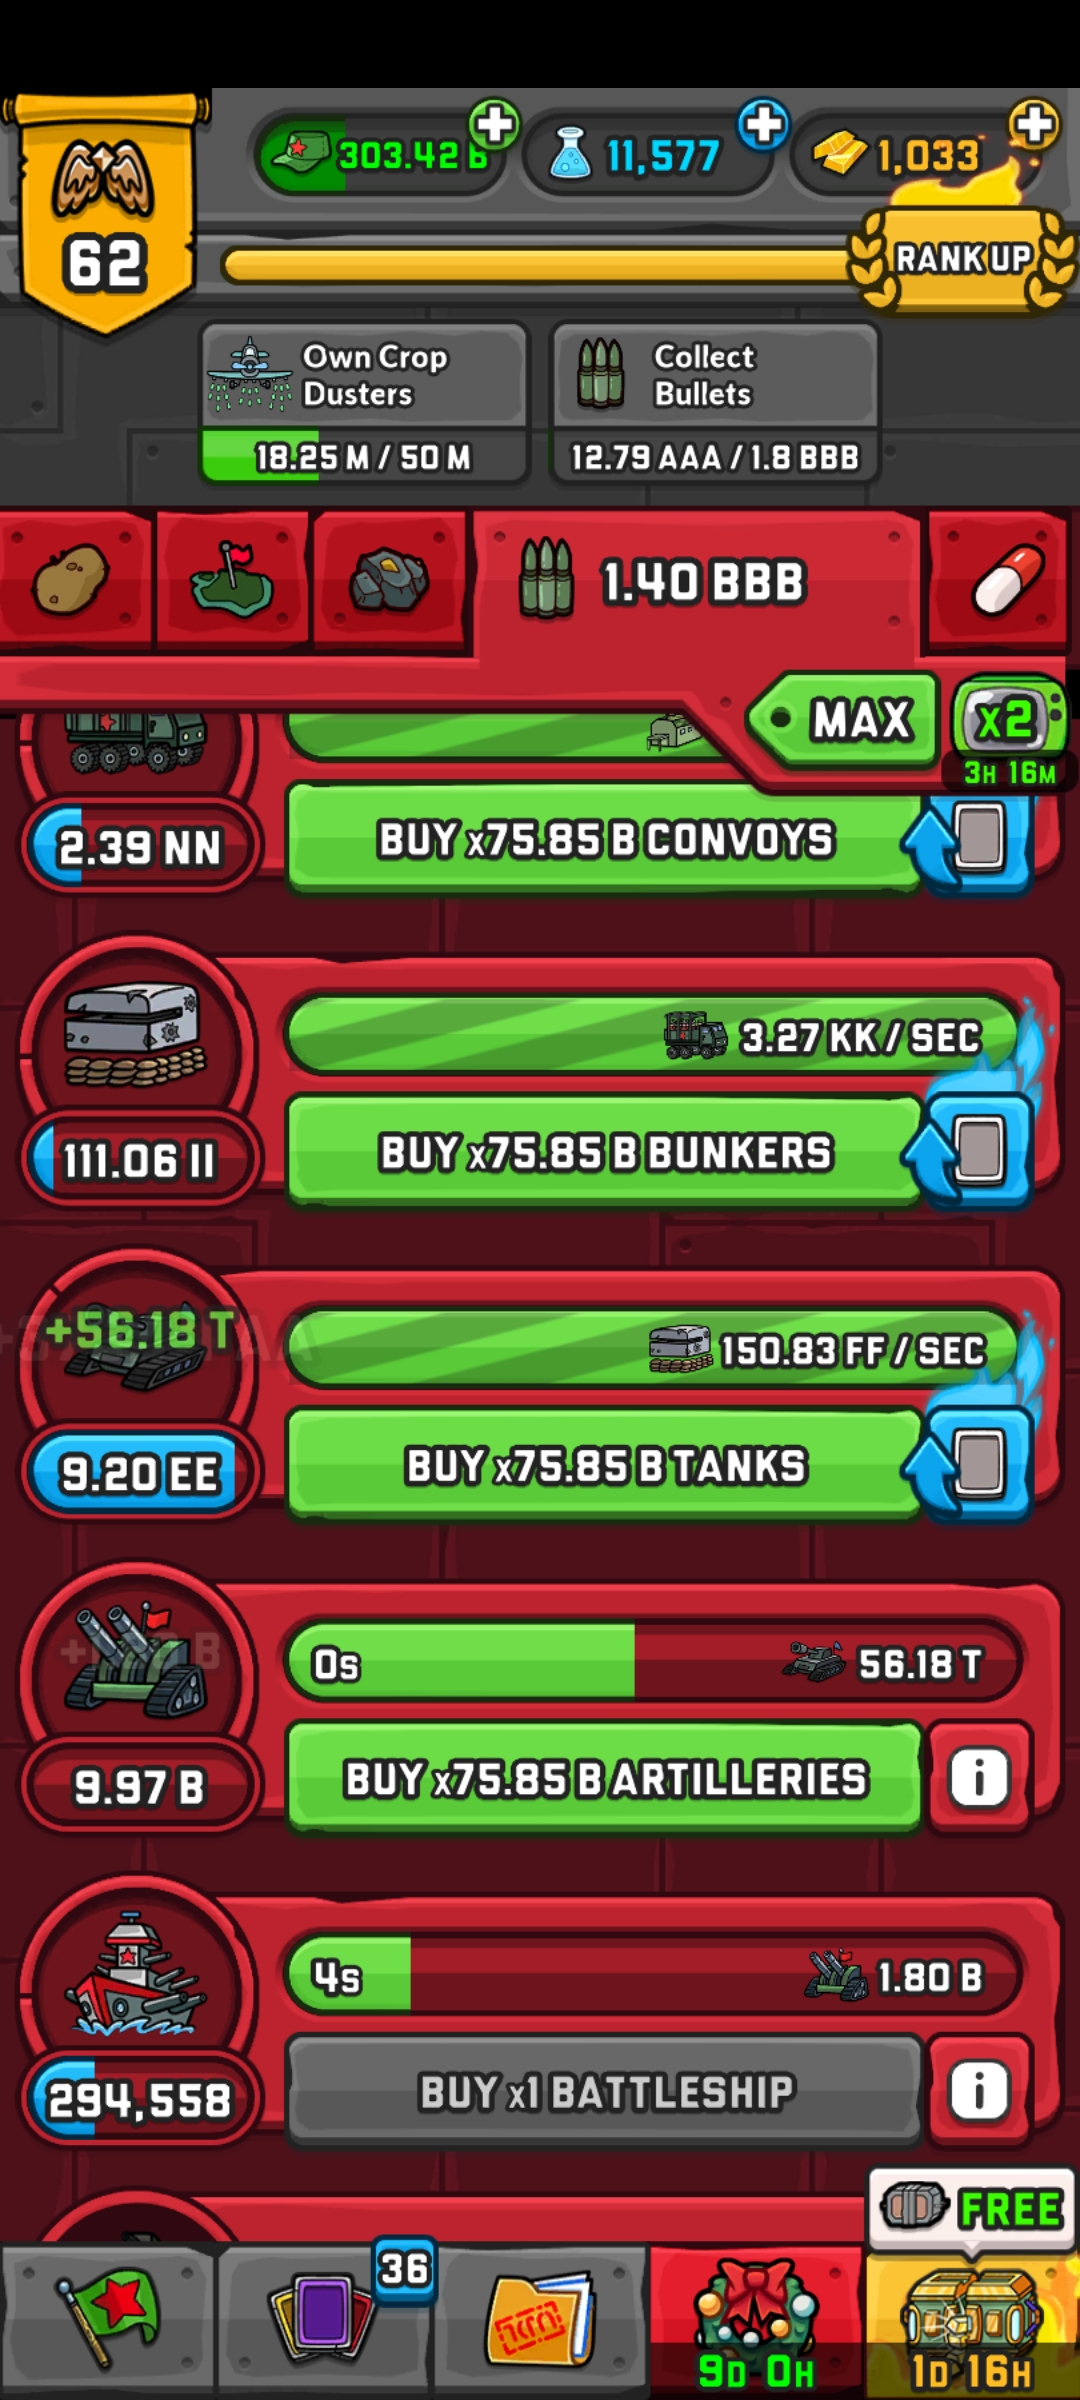 303.42 B
11,577
1,033
62
RANK UP
Own Crop
Dusters
18.25 M / 50 M
Collect
Bullets
12.79 AAA / 1.8 BBB
1.40 BBB
MAX
x2
3H 16M
2.39 NN
BUY x75.85 B CONVOYS
3.27 KK / SEC
111.06 II
BUY x75.85 B BUNKERS
+56.18 T
150.83 FF / SEC
9.20 EE
BUY x75.85 B TANKS
0s
56.18 T
9.97 B
BUY x75.85 B ARTILLERIES
i
4s
1.80 B
294,558
BUY x1 BATTLESHIP
i
FREE
36
9D 0H
1D 16H